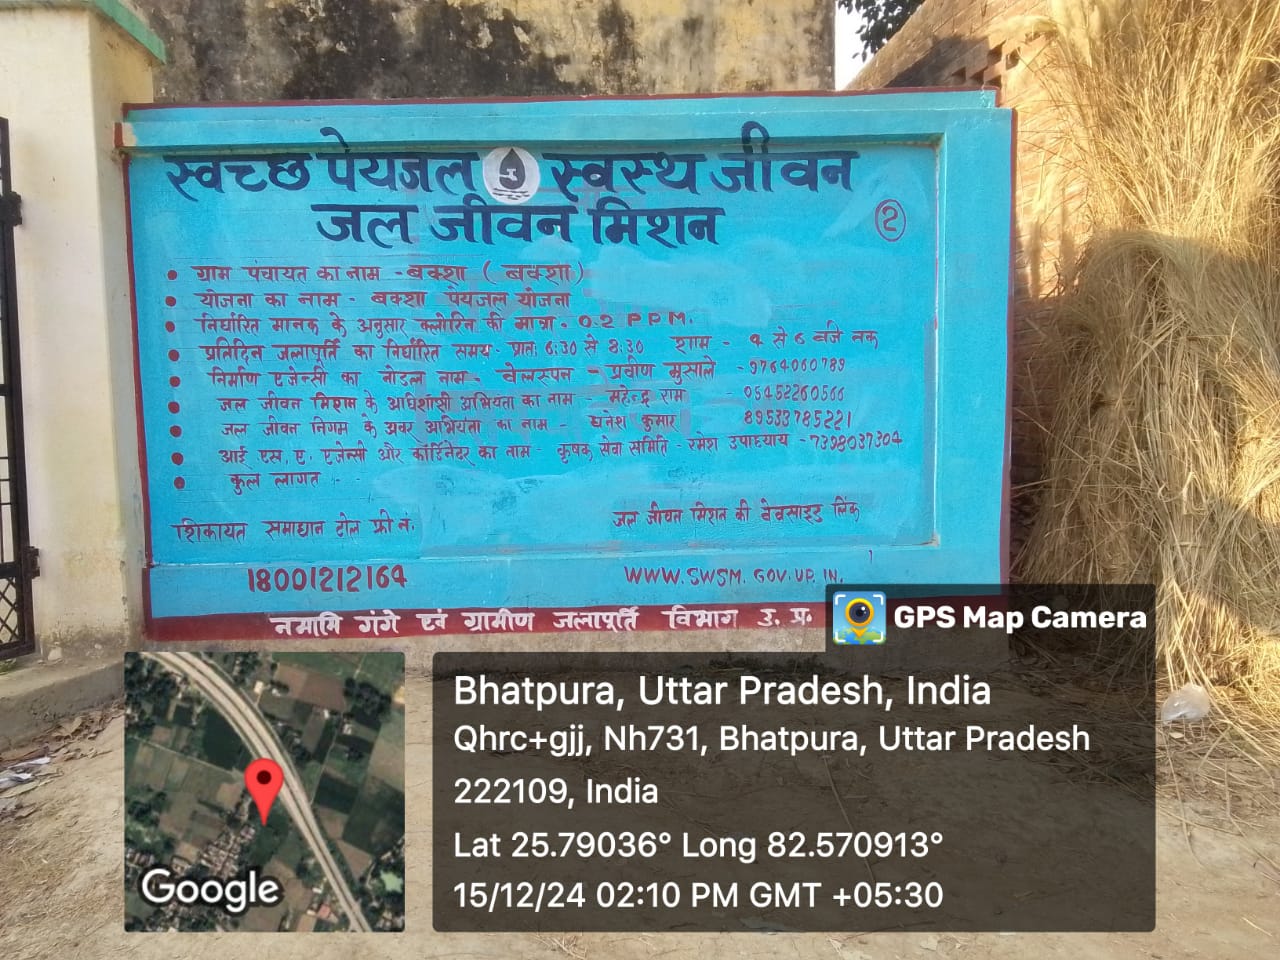 स्वच्छ पेयजल स्वस्थ जीवन
जल जीवन मिशन
२
ग्राम पंचायत का नाम - बक्शा ( बक्शा )
योजना का नाम - बक्शा पेयजल योजना
निर्धारित मानक के अनुसार क्लोरिन की मात्रा - 0.2 P P M.
प्रतिदिन जलापूर्ति का निर्धारित समय - प्रातः 6:30 से 8:30 शाम - 4 से 6 बजे तक
निर्माण एजेन्सी का नोडल नाम - वेलस्पन - प्रवीण मुसाले - 9764060789
जल जीवन मिशन के अधिशासी अभियंता का नाम - महेन्द्र राम 05452260566
जल जीवन निगम के अवर अभियंता का नाम - धनेश कुमार 89533785221
आई एस. ए. एजेन्सी और कॉर्डिनेटर का नाम - कृषक सेवा समिति - रमेश उपाध्याय - 7398037304
कुल लागत -
शिकायत समाधान टोल फ्री नं.
जल जीवन मिशन की वेवसाइड लिंक
18001212164
WWW.SWSM.GOV.UP.IN.
नमामि गंगे एवं ग्रामीण जलापूर्ति विभाग उ. प्र.
GPS Map Camera
Bhatpura, Uttar Pradesh, India
Qhrc+gjj, Nh731, Bhatpura, Uttar Pradesh
222109, India
Lat 25.79036° Long 82.570913°
15/12/24 02:10 PM GMT +05:30
Google